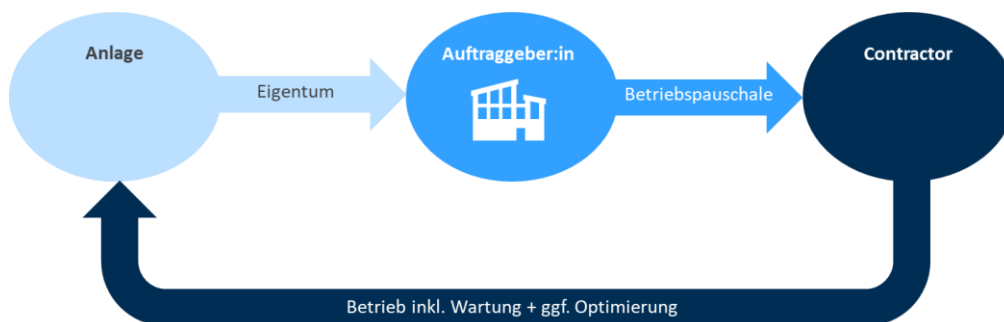 Anlage
Eigentum
Auftraggeber:in
Betriebspauschale
Contractor
Betrieb inkl. Wartung + ggf. Optimierung